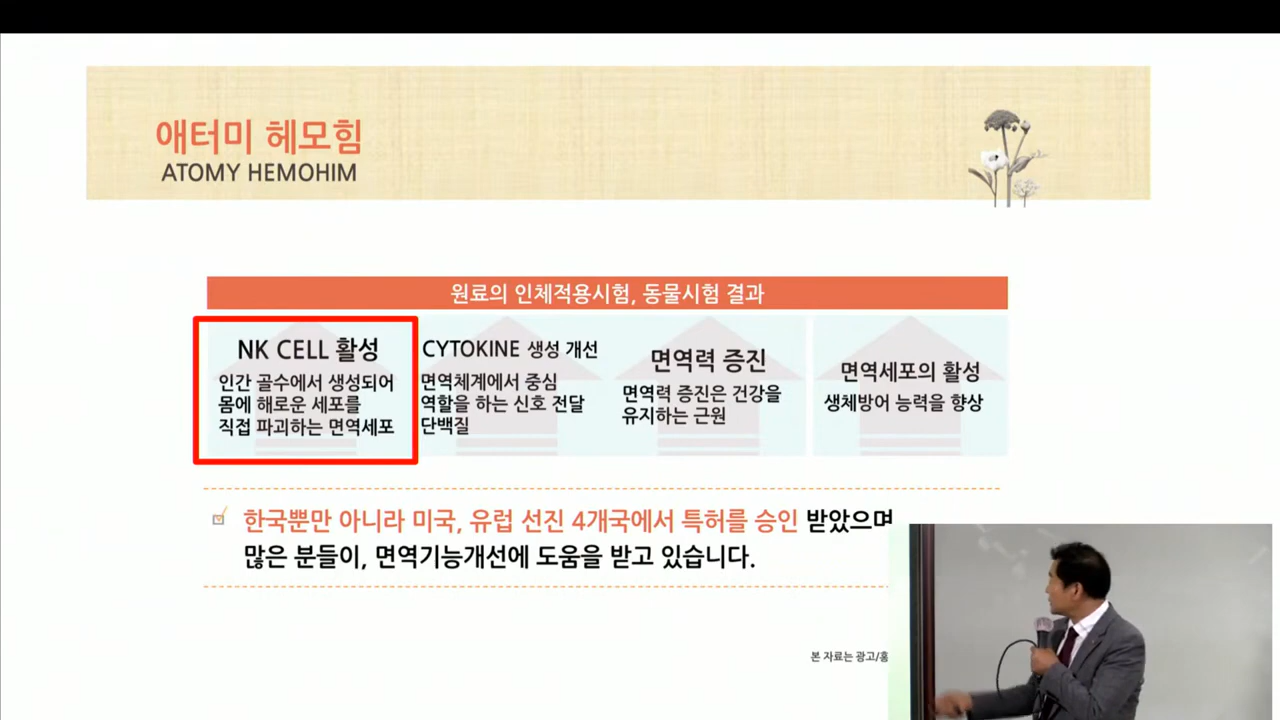 애터미 헤모힘
ATOMY HEMOHIM
원료의 인체적용시험, 동물시험 결과
NK CELL 활성
인간 골수에서 생성되어
몸에 해로운 세포를
직접 파괴하는 면역세포
CYTOKINE 생성 개선
면역체계에서 중심
역할을 하는 신호 전달
단백질
면역력 증진
면역력 증진은 건강을
유지하는 근원
면역세포의 활성
생체방어 능력을 향상
한국뿐만 아니라 미국, 유럽 선진 4개국에서 특허를 승인 받았으며
많은 분들이, 면역기능개선에 도움을 받고 있습니다.
본 자료는 광고/홍